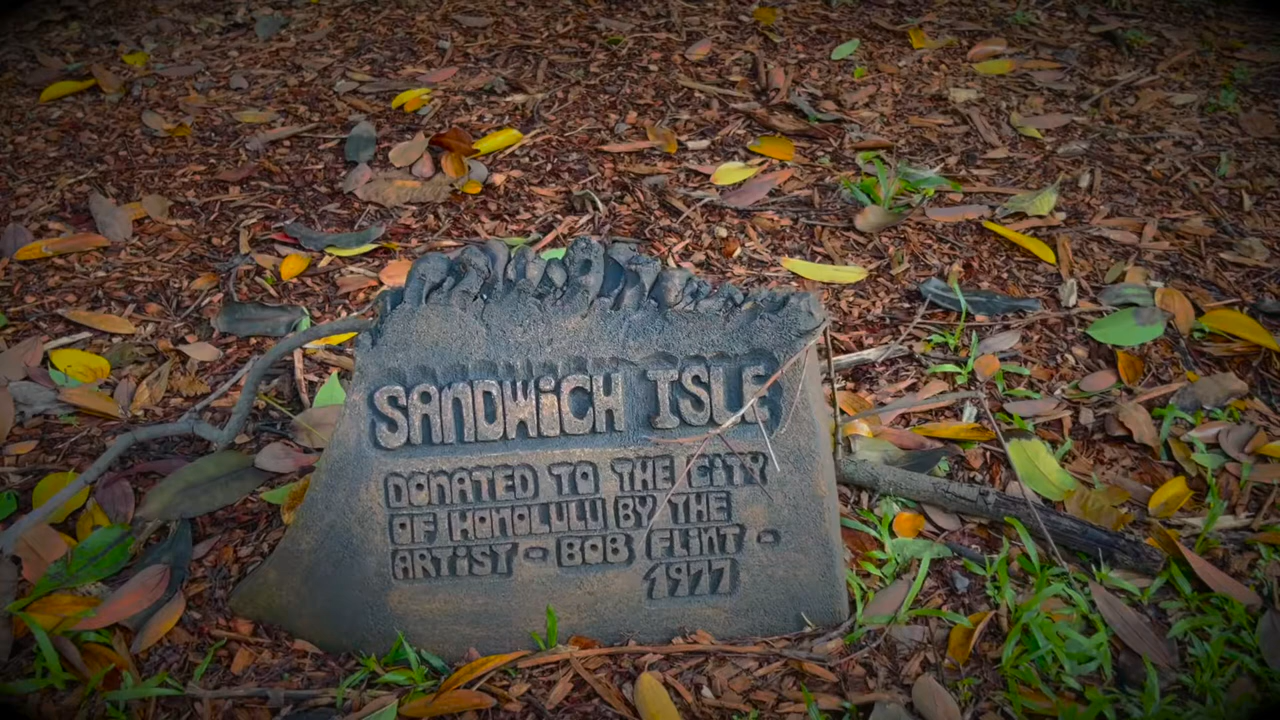 SANDWiCH ISLE
DONATED TO THE CiTY
OF HONOLULU BY THE
ARTiST - BOB FLiNT -
1977